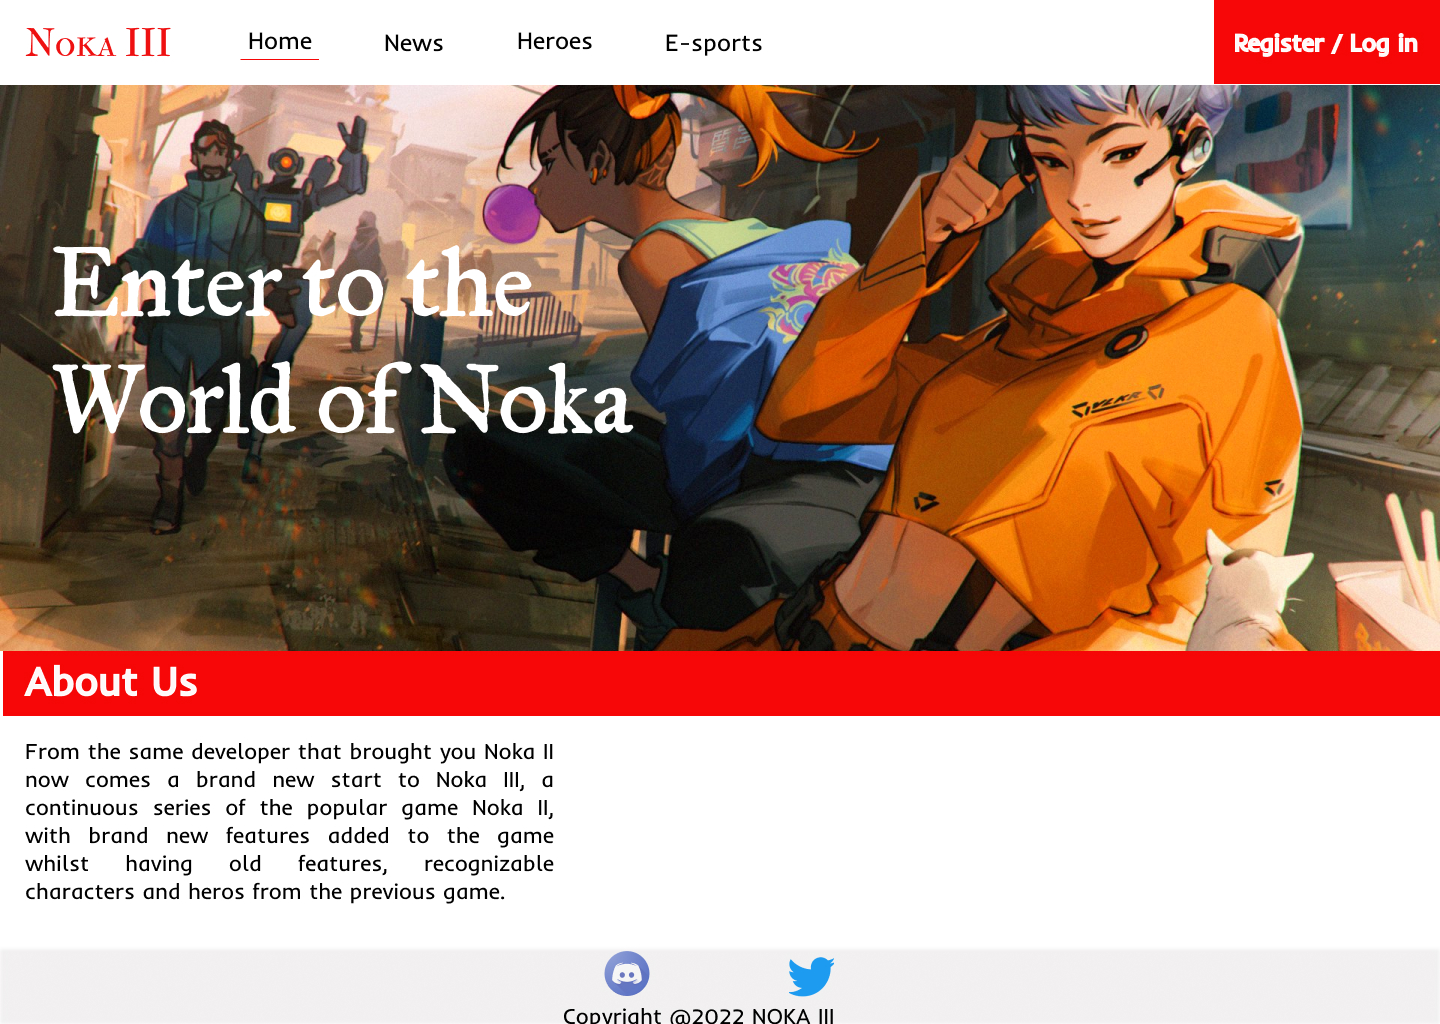 Noka III
Home
News
Heroes
E-sports
Register / Log in
Enter to the
World of Noka
VLKR
About Us
From the same developer that brought you Noka II
now comes a brand new start to Noka III, a
continuous series of the popular game Noka II,
with brand new features added to the game
whilst having old features, recognizable
characters and heros from the previous game.
Copyright @2022 NOKA III